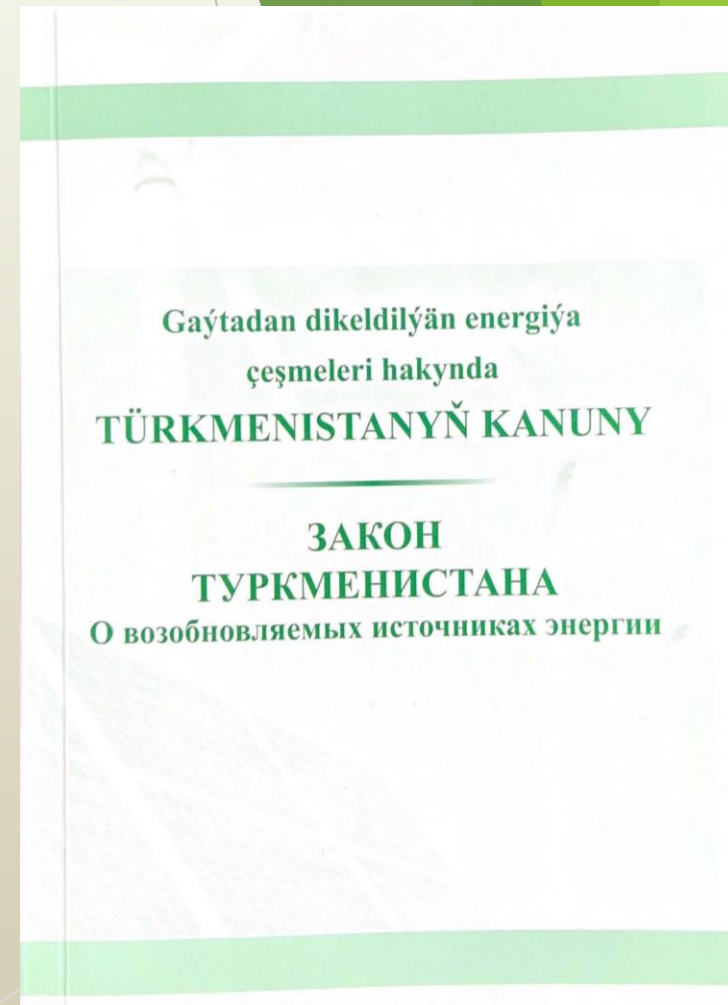 Gaýtadan dikeldilýän energiýa
çeşmeleri hakynda
TÜRKMENISTANYŇ KANUNY
ЗАКОН
ТУРКМЕНИСТАНА
О возобновляемых источниках энергии